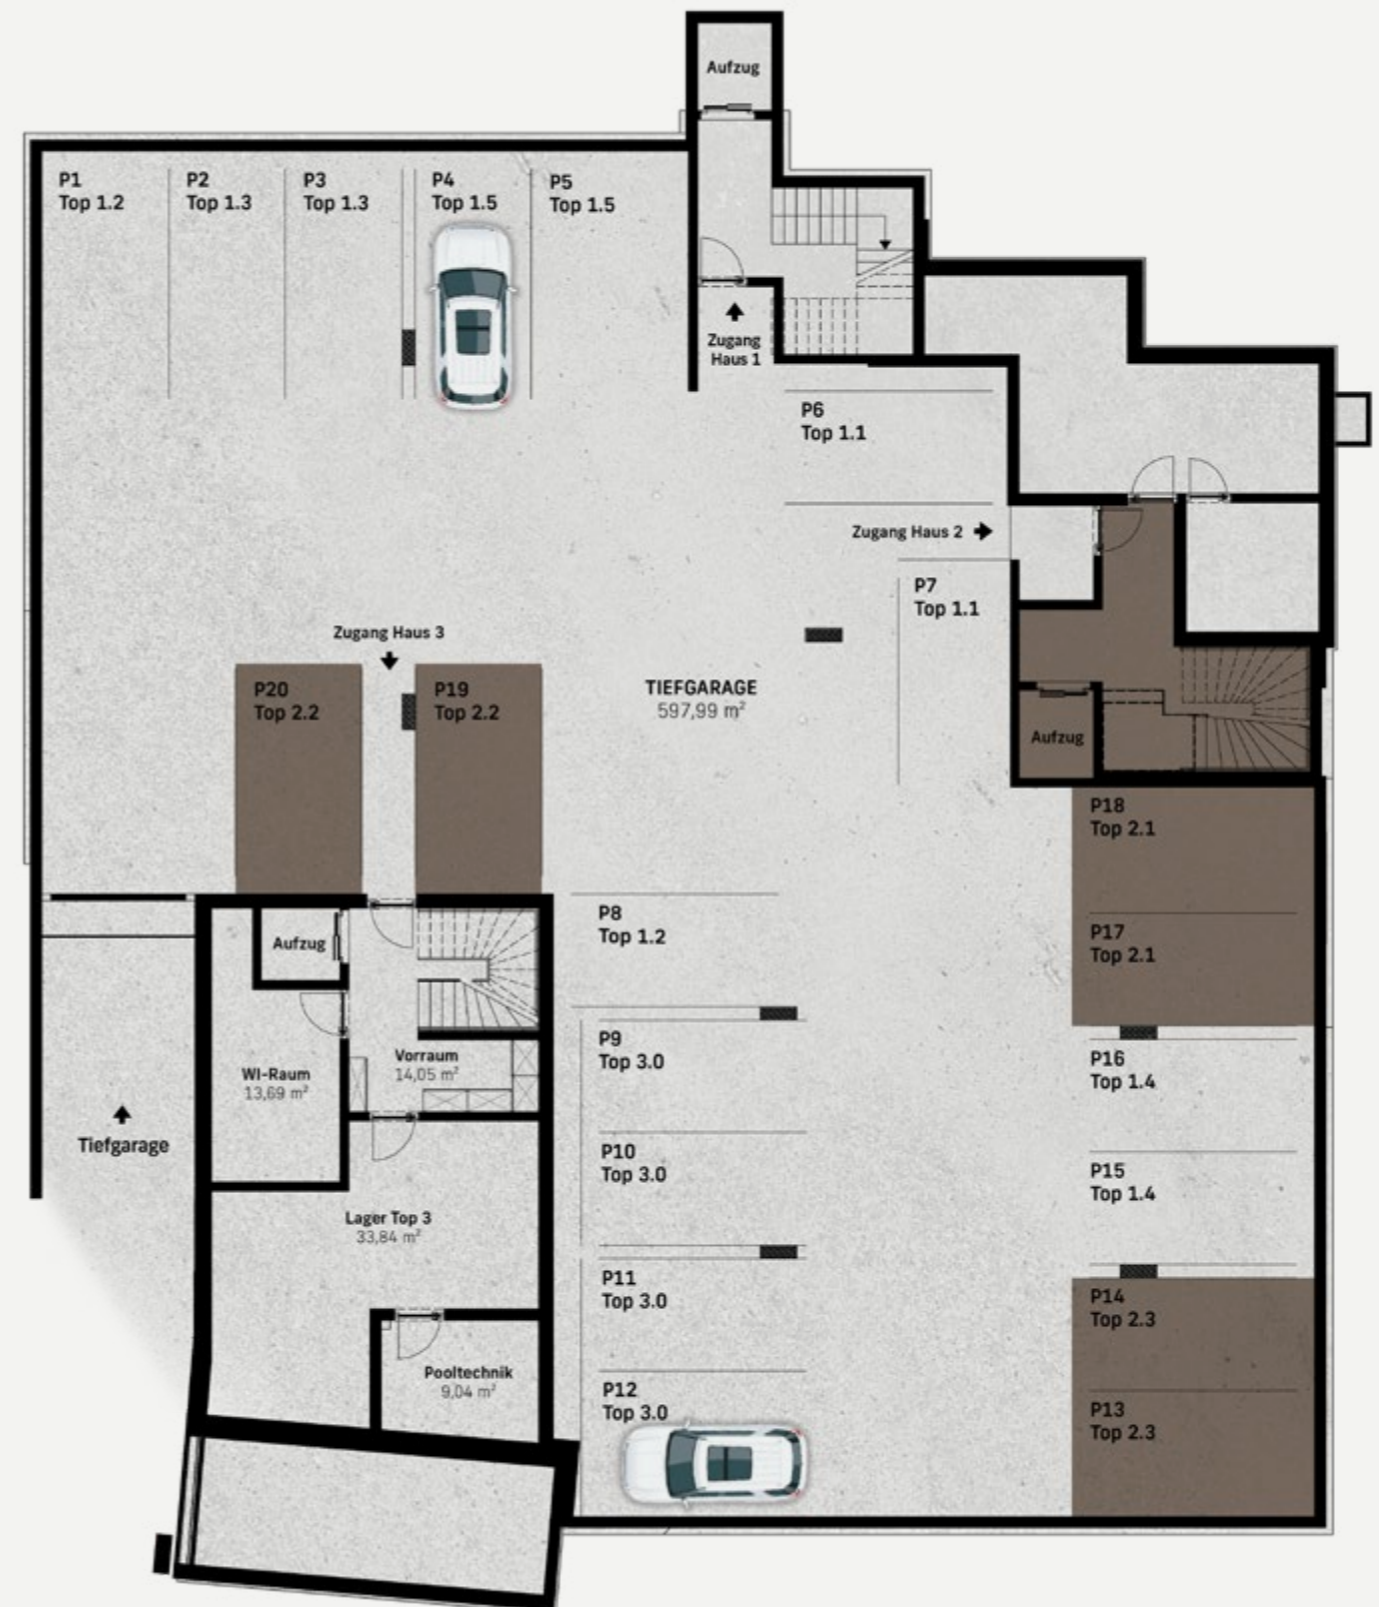 Aufzug
P1
Top 1.2
P2
Top 1.3
P3
Top 1.3
P4
Top 1.5
P5
Top 1.5
Zugang
Haus 1
P6
Top 1.1
Zugang Haus 2
P7
Top 1.1
Zugang Haus 3
P20
Top 2.2
P19
Top 2.2
TIEFGARAGE
597,99 m²
Aufzug
P18
Top 2.1
P8
Top 1.2
P17
Top 2.1
Aufzug
P9
Top 3.0
Vorraum
14,05 m²
WI-Raum
13,69 m²
P16
Top 1.4
Tiefgarage
P10
Top 3.0
P15
Top 1.4
Lager Top 3
33,84 m²
P11
Top 3.0
P14
Top 2.3
Pooltechnik
9,04 m²
P12
Top 3.0
P13
Top 2.3